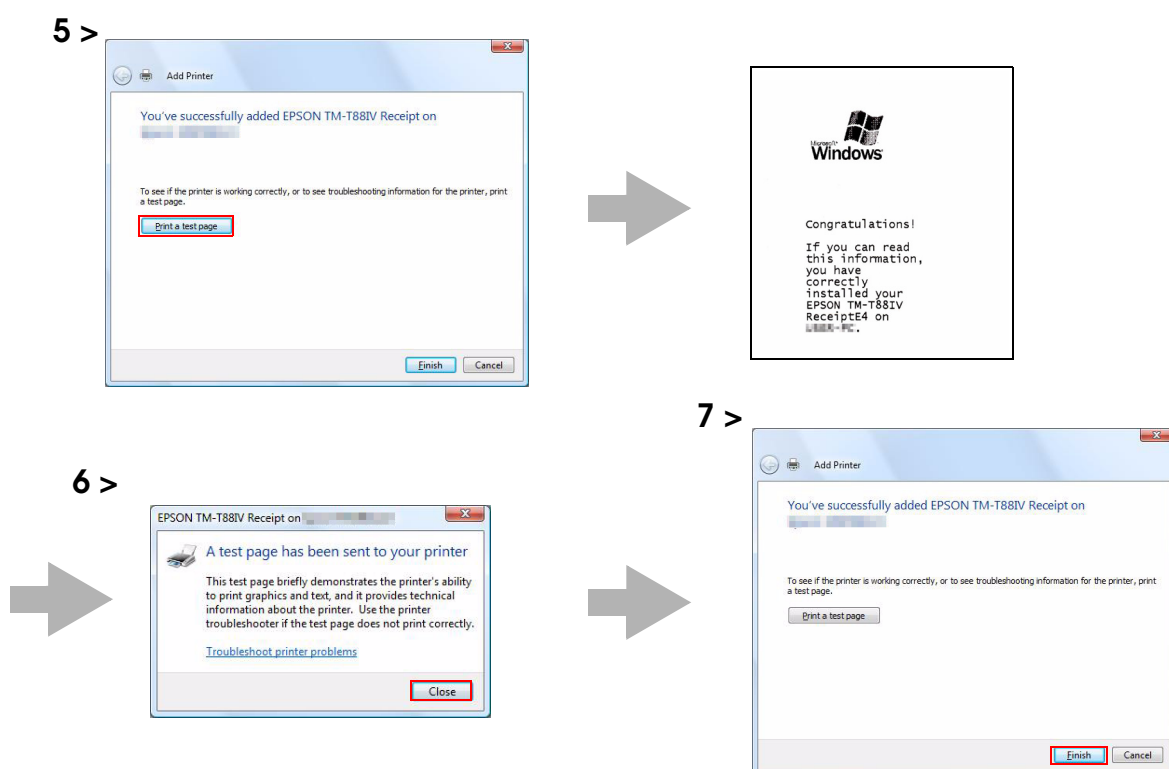 5 >
Add Printer
You've successfully added EPSON TM-T88IV Receipt on
To see if the printer is working correctly, or to see troubleshooting information for the printer, print
a test page.
Print a test page
Finish
Cancel
Microsoft
Windows
Congratulations!
If you can read
this information,
you have
correctly
installed your
EPSON TM-T88IV
ReceiptE4 on
6 >
EPSON TM-T88IV Receipt on
A test page has been sent to your printer
This test page briefly demonstrates the printer's ability
to print graphics and text, and it provides technical
information about the printer. Use the printer
troubleshooter if the test page does not print correctly.
Troubleshoot printer problems
Close
7 >
Add Printer
You've successfully added EPSON TM-T88IV Receipt on
To see if the printer is working correctly, or to see troubleshooting information for the printer, print
a test page.
Print a test page
Finish
Cancel